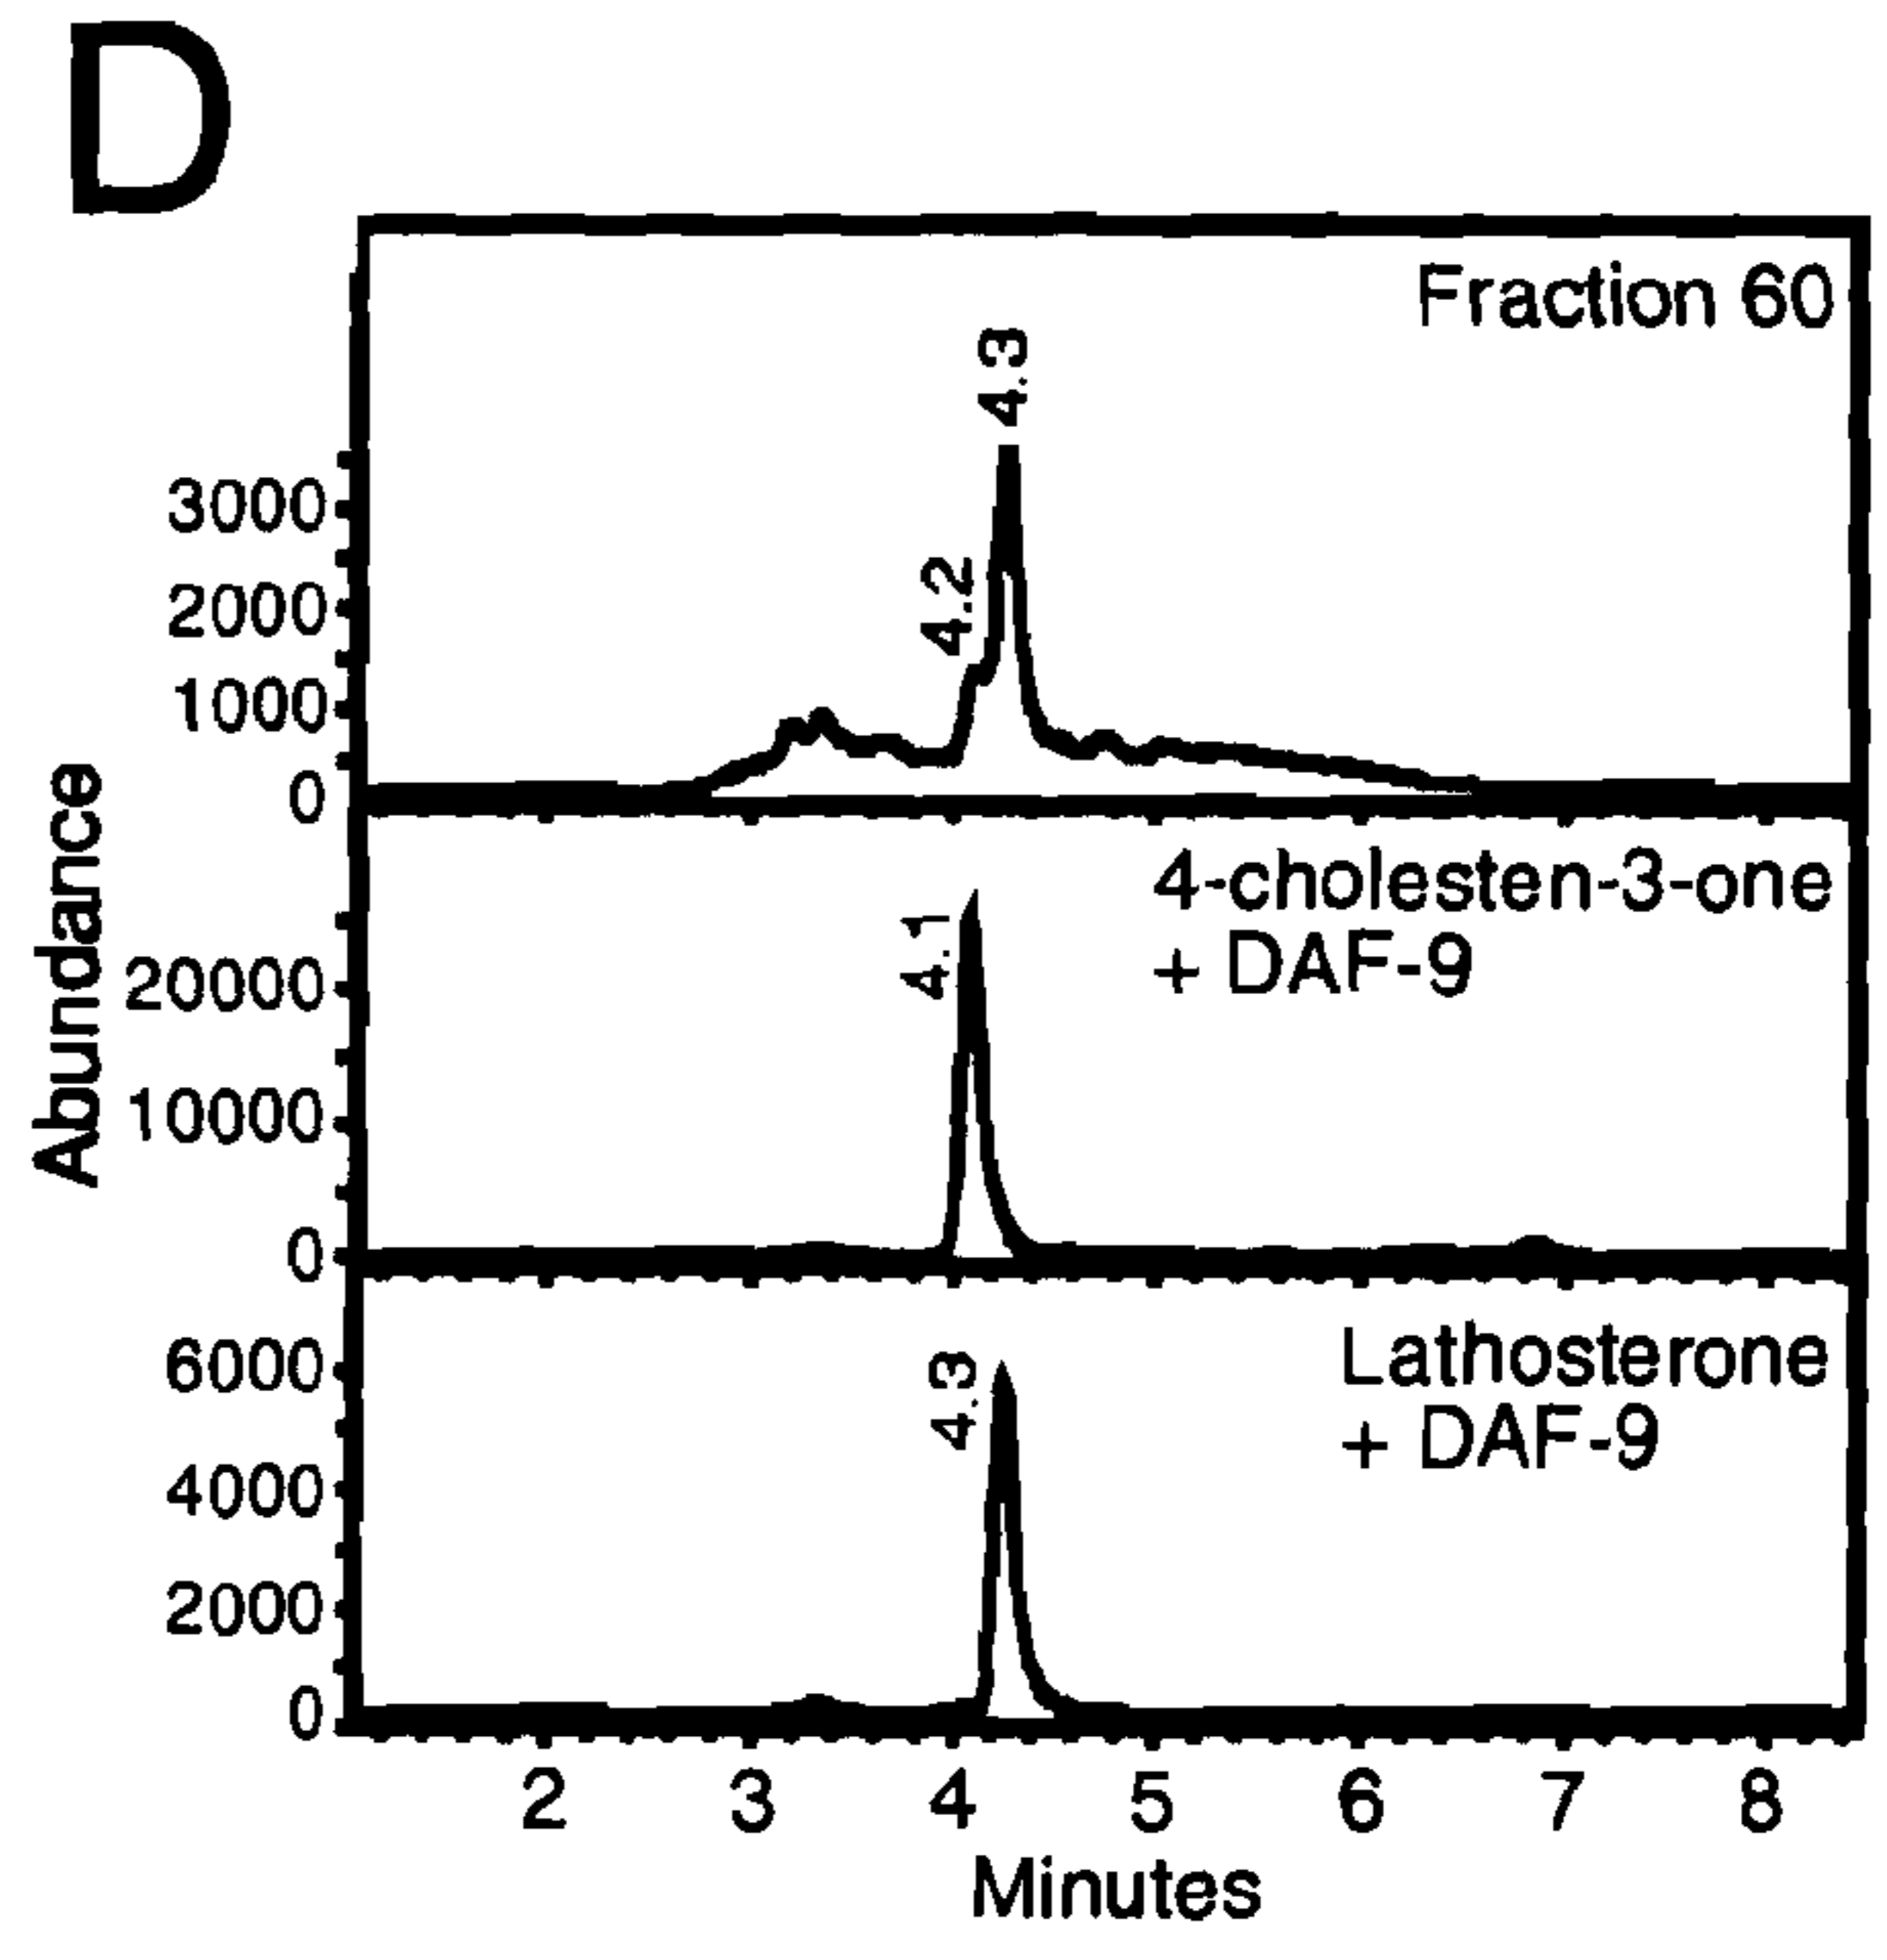 D
Fraction 60
4.3
4.2
3000
2000
1000
0
4-cholesten-3-one
+ DAF-9
4.1
20000
10000
0
Abundance
Lathosterone
+ DAF-9
4.3
6000
4000
2000
0
2 3 4 5 6 7 8
Minutes